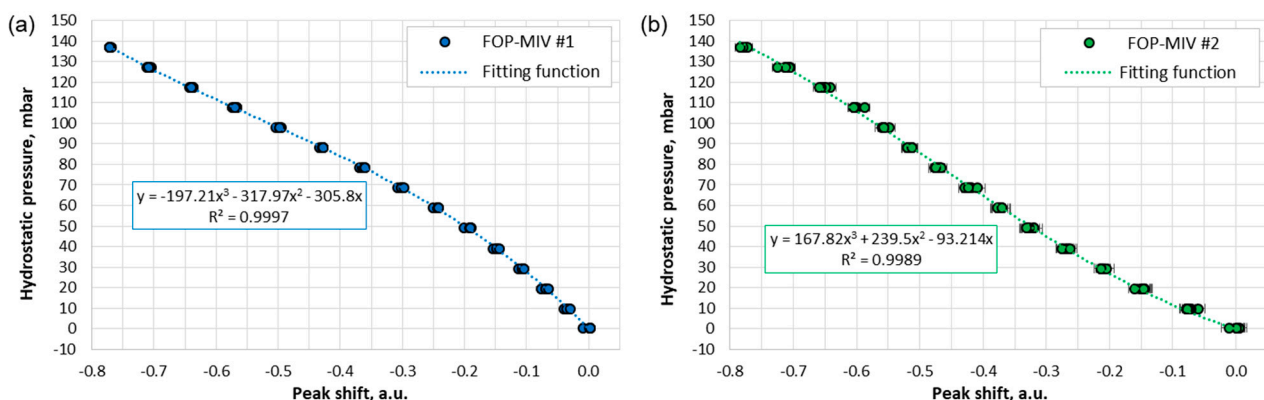 (a)
Hydrostatic pressure, mbar
150
140
130
120
110
100
90
80
70
60
50
40
30
20
10
0
-10
FOP-MIV #1
Fitting function
y = -197.21x³ - 317.97x² - 305.8x
R² = 0.9997
-0.8 -0.7 -0.6 -0.5 -0.4 -0.3 -0.2 -0.1 0.0
Peak shift, a.u.
(b)
Hydrostatic pressure, mbar
150
140
130
120
110
100
90
80
70
60
50
40
30
20
10
0
-10
FOP-MIV #2
Fitting function
y = 167.82x³ + 239.5x² - 93.214x
R² = 0.9989
-0.8 -0.7 -0.6 -0.5 -0.4 -0.3 -0.2 -0.1 0.0
Peak shift, a.u.